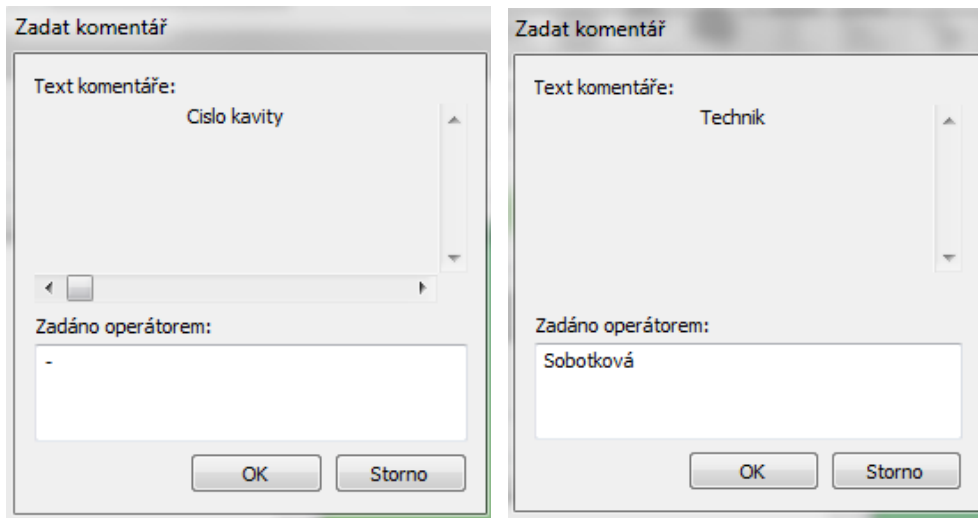 Zadat komentář
Text komentáře:
Cislo kavity
Zadáno operátorem:
-
OK Storno
Zadat komentář
Text komentáře:
Technik
Zadáno operátorem:
Sobotková
OK Storno